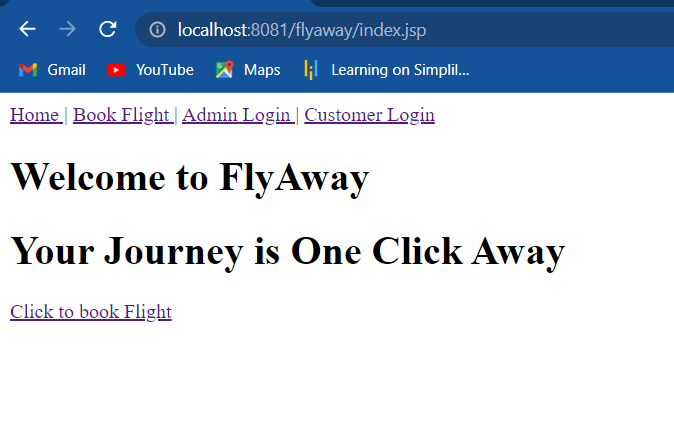 localhost:8081/flyaway/index.jsp
Gmail YouTube Maps Learning on Simplil...
Home | Book Flight | Admin Login | Customer Login
Welcome to FlyAway
Your Journey is One Click Away
Click to book Flight